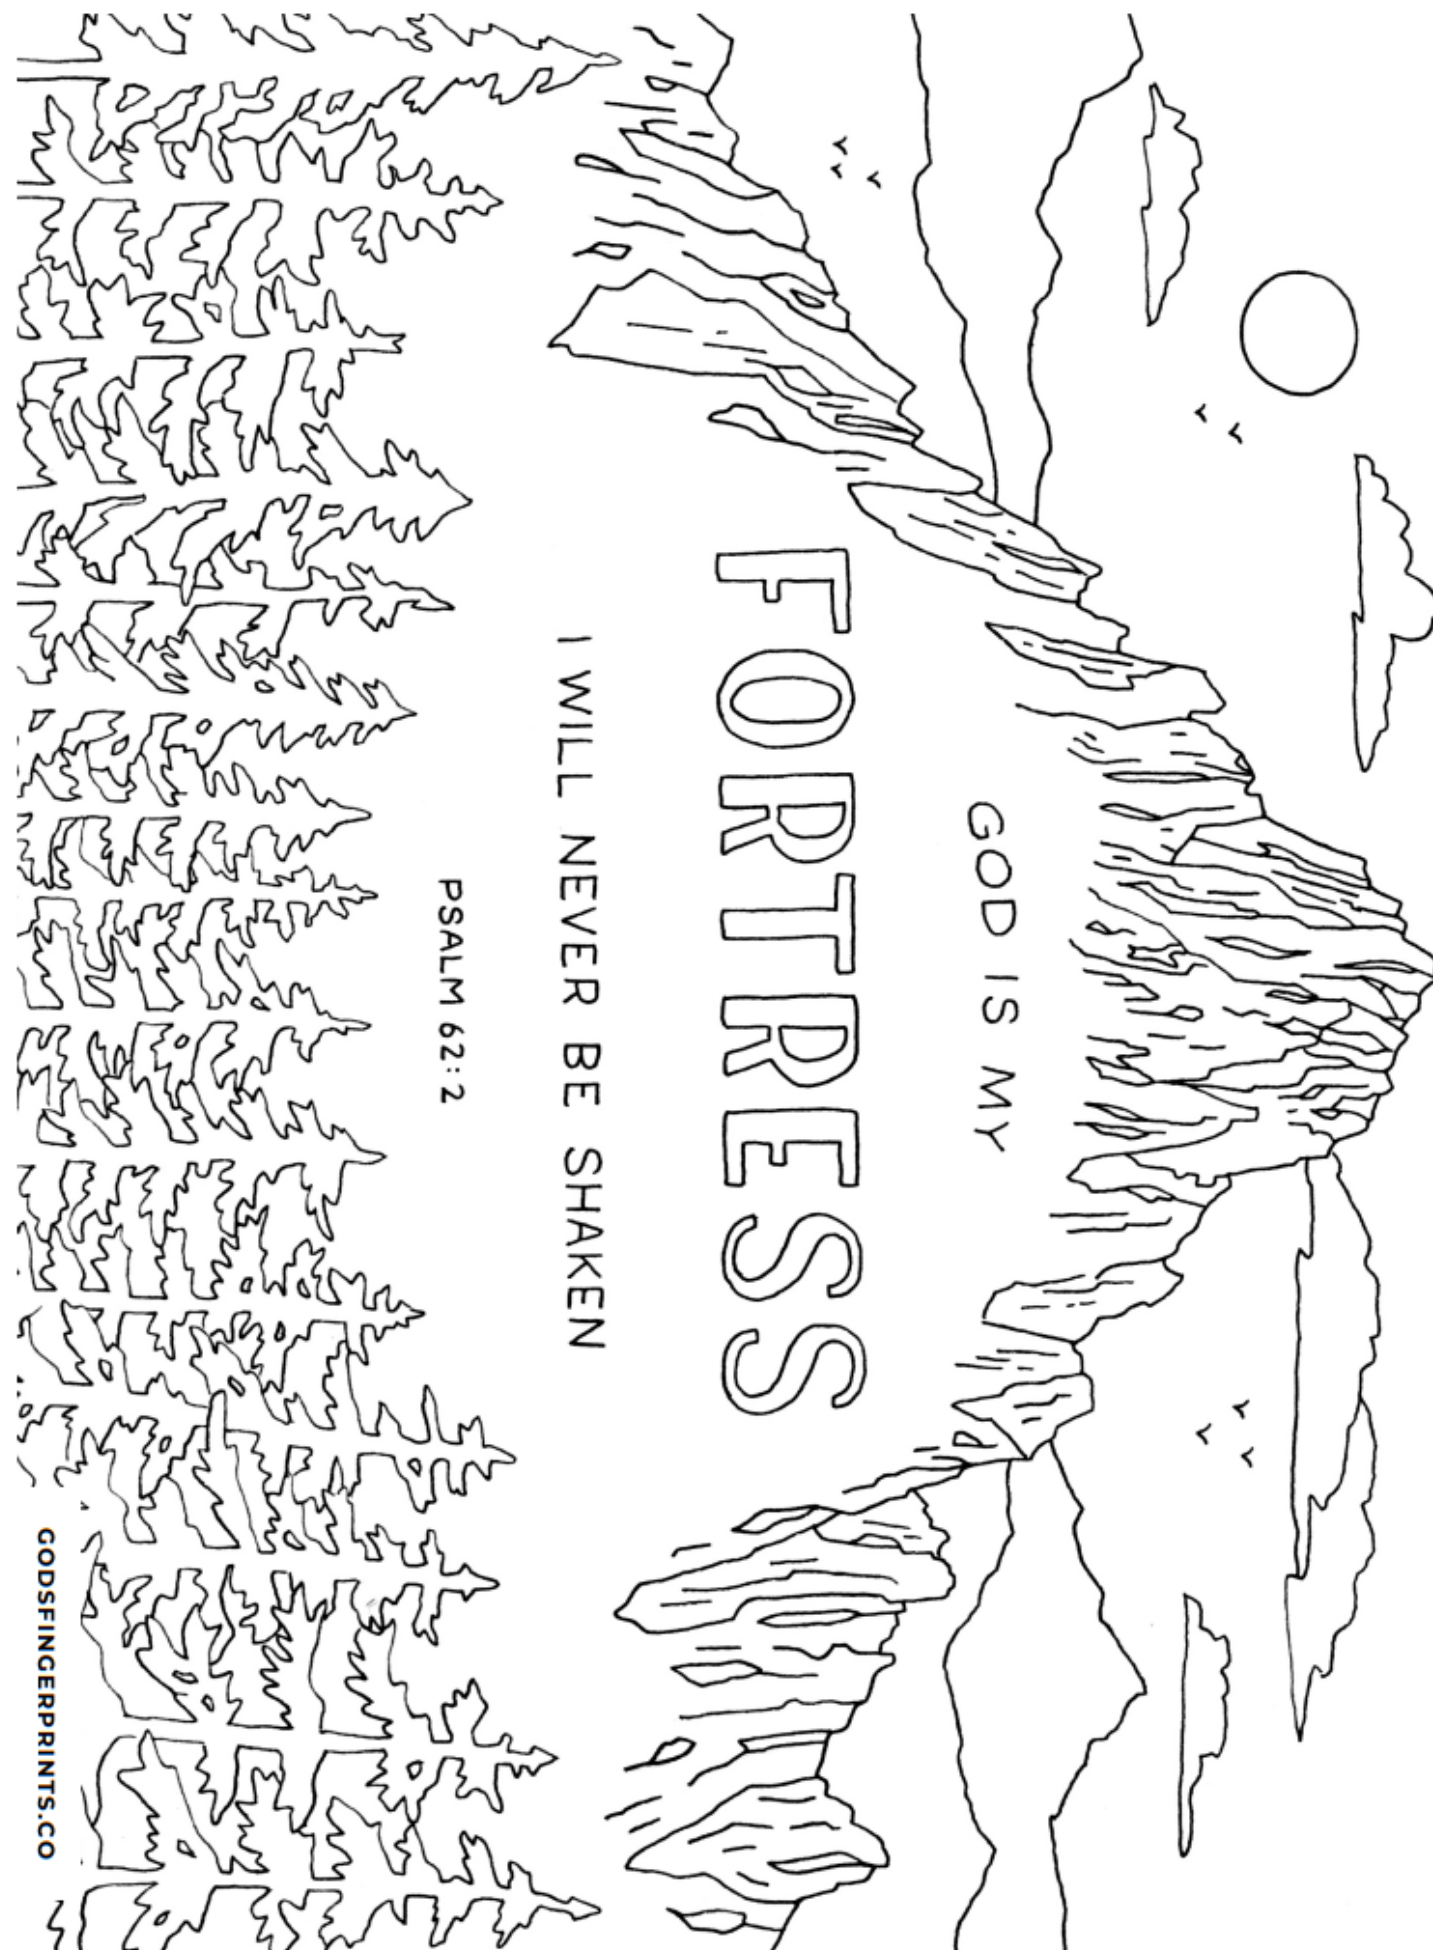 GOD IS MY
FORTRESS
I WILL NEVER BE SHAKEN
PSALM 62:2
GODSFINGERPRINTS.CO